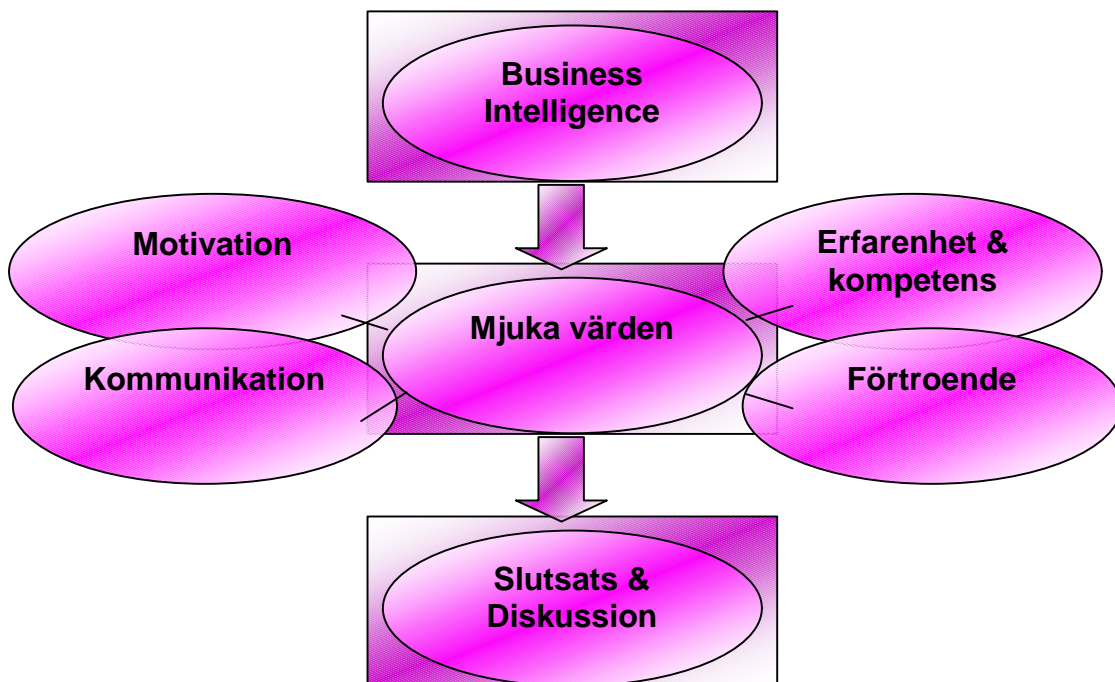 Business
Intelligence
Motivation
Erfarenhet &
kompetens
Mjuka värden
Kommunikation
Förtroende
Slutsats &
Diskussion